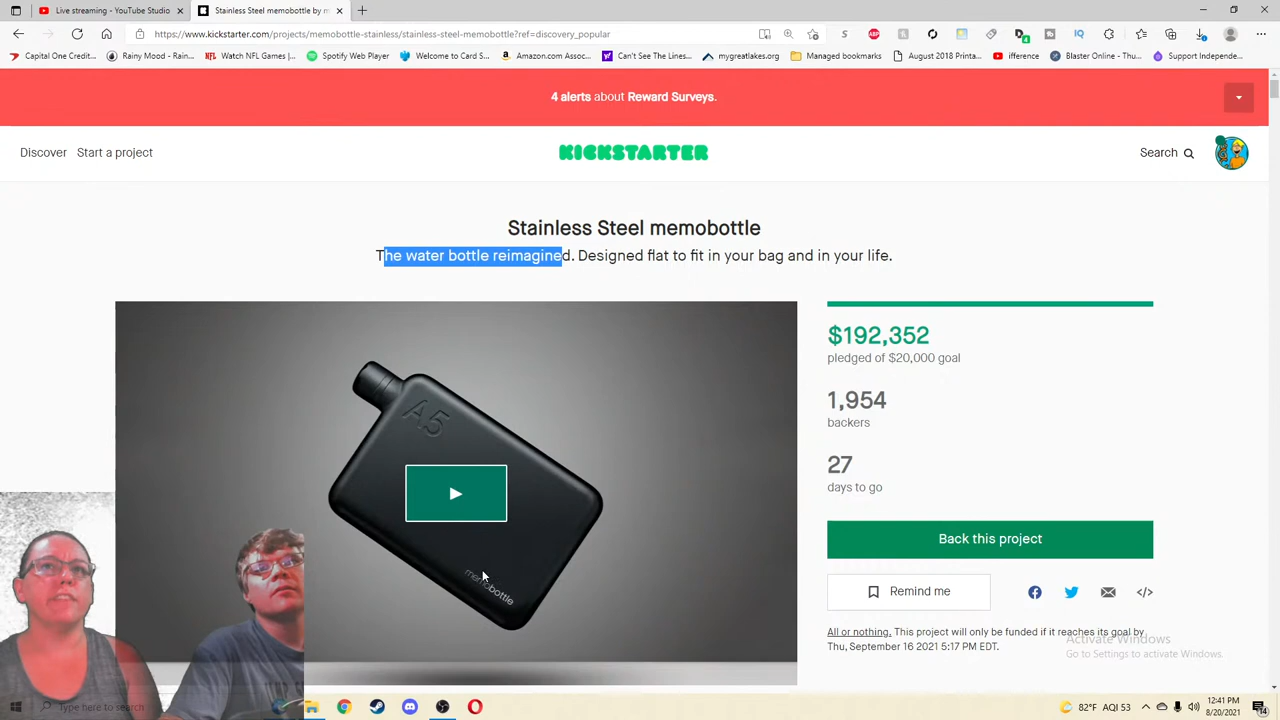 Live streaming - YouTube Studio
Stainless Steel memobottle by m
https://www.kickstarter.com/projects/memobottle-stainless/stainless-steel-memobottle?ref=discovery_popular
Capital One Credit...
Rainy Mood - Rain...
Watch NFL Games |...
Spotify Web Player
Welcome to Card S...
Amazon.com Assoc...
Can't See The Lines...
mygreatlakes.org
Managed bookmarks
August 2018 Printa...
ifference
Blaster Online - Thu...
Support Independe...
4 alerts about Reward Surveys.
Discover
Start a project
KICKSTARTER
Search
Stainless Steel memobottle
The water bottle reimagined. Designed flat to fit in your bag and in your life.
A5
memobottle
$192,352
pledged of $20,000 goal
1,954
backers
27
days to go
Back this project
Remind me
All or nothing. This project will only be funded if it reaches its goal by
Thu, September 16 2021 5:17 PM EDT.
Activate Windows
Go to Settings to activate Windows.
Type here to search
82°F AQI 53
12:41 PM
8/20/2021
14